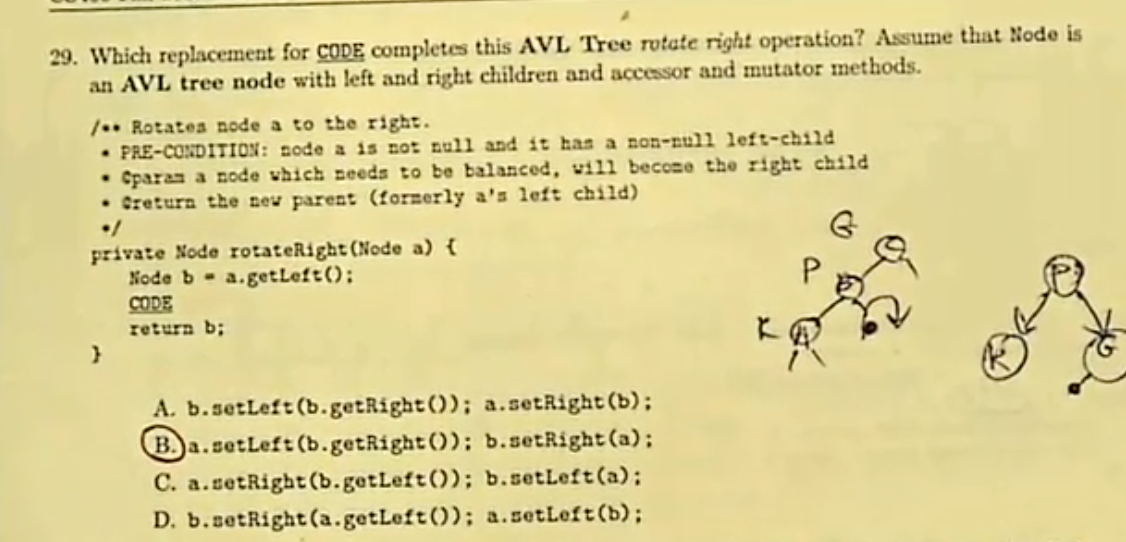 29. Which replacement for CODE completes this AVL Tree rotate right operation? Assume that Node is
an AVL tree node with left and right children and accessor and mutator methods.
/** Rotates node a to the right.
* PRE-CONDITION: node a is not null and it has a non-null left-child
* @param a node which needs to be balanced, will become the right child
* @return the new parent (formerly a's left child)
*/
private Node rotateRight(Node a) {
Node b = a.getLeft();
CODE
return b;
}
G
P
K A
P
K G
A. b.setLeft(b.getRight()); a.setRight(b);
B. a.setLeft(b.getRight()); b.setRight(a);
C. a.setRight(b.getLeft()); b.setLeft(a);
D. b.setRight(a.getLeft()); a.setLeft(b);